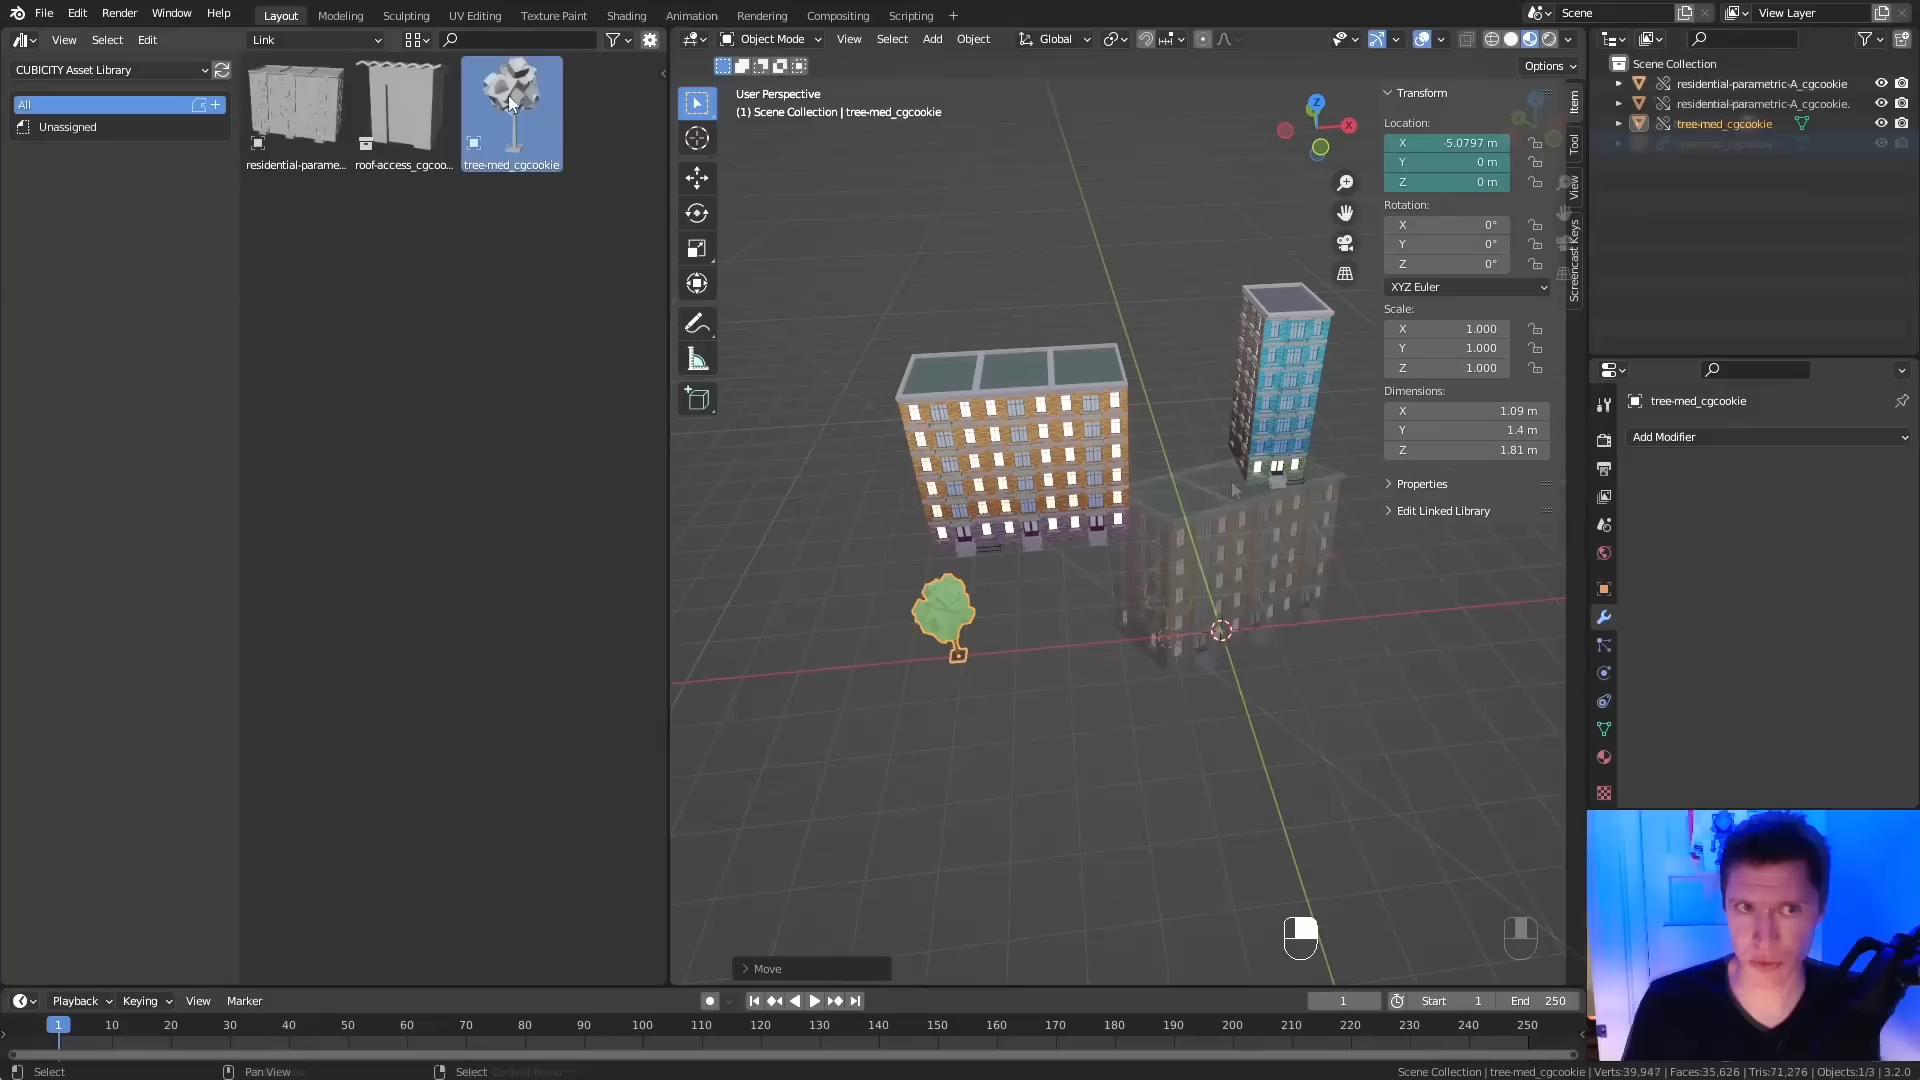 File Edit Render Window Help Layout Modeling Sculpting UV Editing Texture Paint Shading Animation Rendering Compositing Scripting + Scene View Layer
View Select Edit Link
Object Mode View Select Add Object Global
CUBICITY Asset Library
Options
All
Unassigned
residential-parame...
roof-access_cgcoo...
tree-med_cgcookie
User Perspective
(1) Scene Collection | tree-med_cgcookie
Z
X
Transform
Location:
X -5.0797 m
Y 0 m
Z 0 m
Rotation:
X 0°
Y 0°
Z 0°
XYZ Euler
Scale:
X 1.000
Y 1.000
Z 1.000
Dimensions:
X 1.09 m
Y 1.4 m
Z 1.81 m
Properties
Edit Linked Library
Item
Tool
View
Screencast Keys
Scene Collection
residential-parametric-A_cgcookie
residential-parametric-A_cgcookie.
tree-med_cgcookie
tree-med_cgcookie
tree-med_cgcookie
Add Modifier
Move
Playback Keying View Marker 1 Start 1 End 250
1 10 20 30 40 50 60 70 80 90 100 110 120 130 140 150 160 170 180 190 200 210 220 230 240 250
Select Pan View Select Context Menu Scene Collection | tree-med_cgcookie | Verts:39,947 | Faces:35,626 | Tris:71,276 | Objects:1/3 | 3.2.0